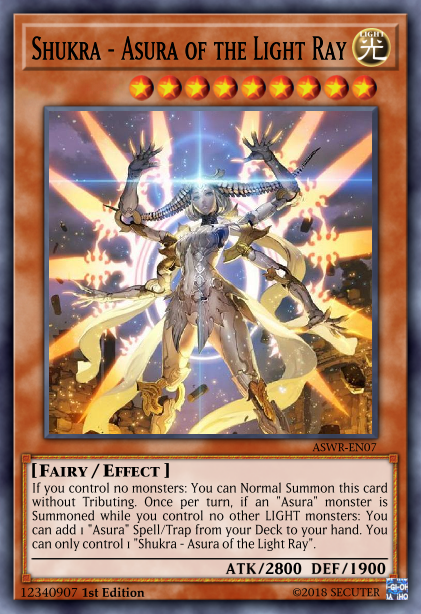 Shukra - Asura of the Light Ray
LIGHT
光
ASWR-EN07
[ Fairy / Effect ]
If you control no monsters: You can Normal Summon this card
without Tributing. Once per turn, if an "Asura" monster is
Summoned while you control no other LIGHT monsters: You
can add 1 "Asura" Spell/Trap from your Deck to your hand. You
can only control 1 "Shukra - Asura of the Light Ray".
ATK/2800 DEF/1900
12340907 1st Edition
©2018 SECUTER